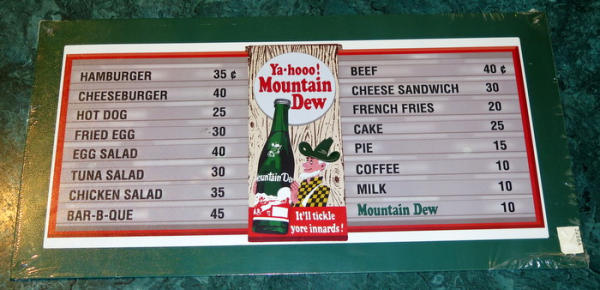 HAMBURGER 35 ¢
CHEESEBURGER 40
HOT DOG 25
FRIED EGG 30
EGG SALAD 40
TUNA SALAD 30
CHICKEN SALAD 35
BAR-B-QUE 45
Ya-hooo!
Mountain
Dew
Mountain Dew
It'll tickle
yore innards!
BEEF 40 ¢
CHEESE SANDWICH 30
FRENCH FRIES 20
CAKE 25
PIE 15
COFFEE 10
MILK 10
Mountain Dew 10